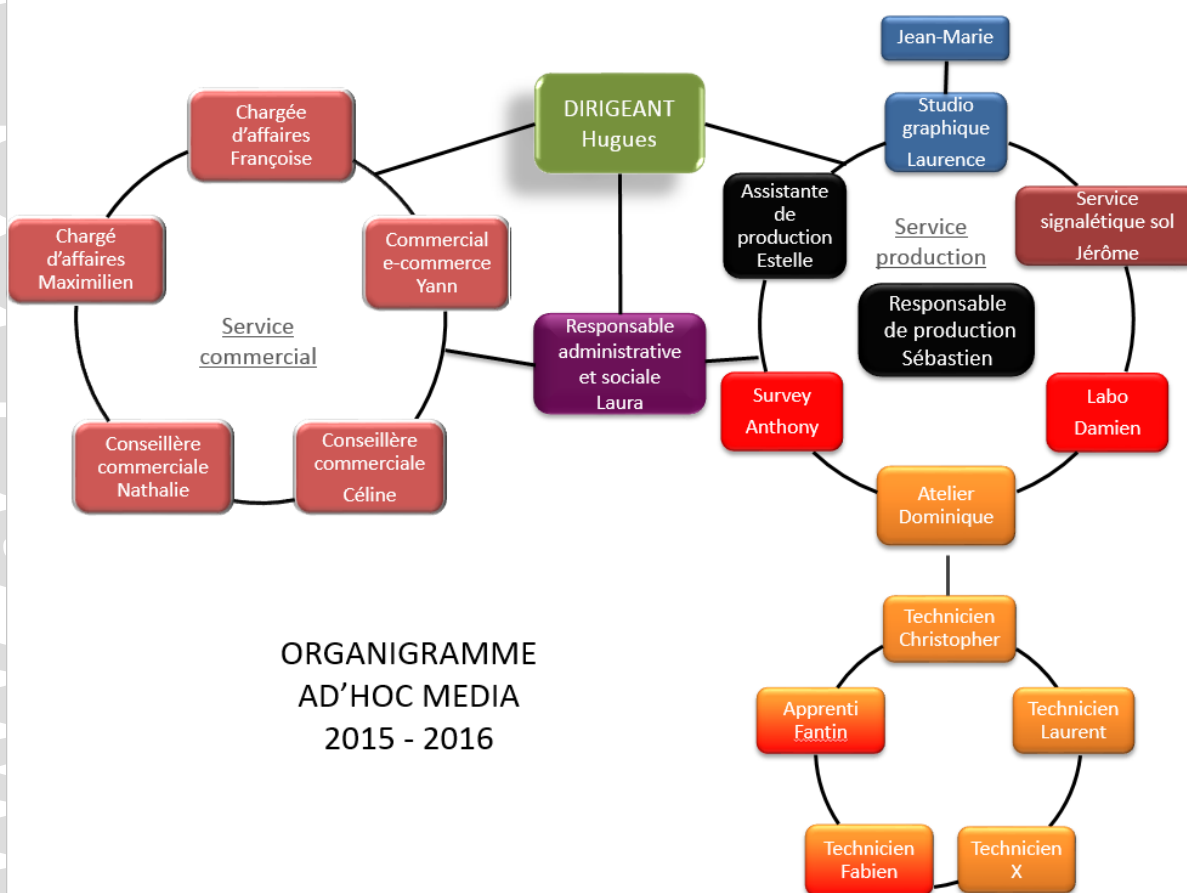 Jean-Marie
Studio
graphique
Laurence
DIRIGEANT
Hugues
Chargée
d'affaires
Françoise
Chargé
d'affaires
Maximilien
Commercial
e-commerce
Yann
Service
commercial
Conseillère
commerciale
Nathalie
Conseillère
commerciale
Céline
Responsable
administrative
et sociale
Laura
Assistante
de
production
Estelle
Service
production
Service
signalétique sol
Jérôme
Responsable
de production
Sébastien
Survey
Anthony
Labo
Damien
Atelier
Dominique
Technicien
Christopher
Apprenti
Fantin
Technicien
Laurent
Technicien
Fabien
Technicien
X
ORGANIGRAMME
AD'HOC MEDIA
2015 - 2016